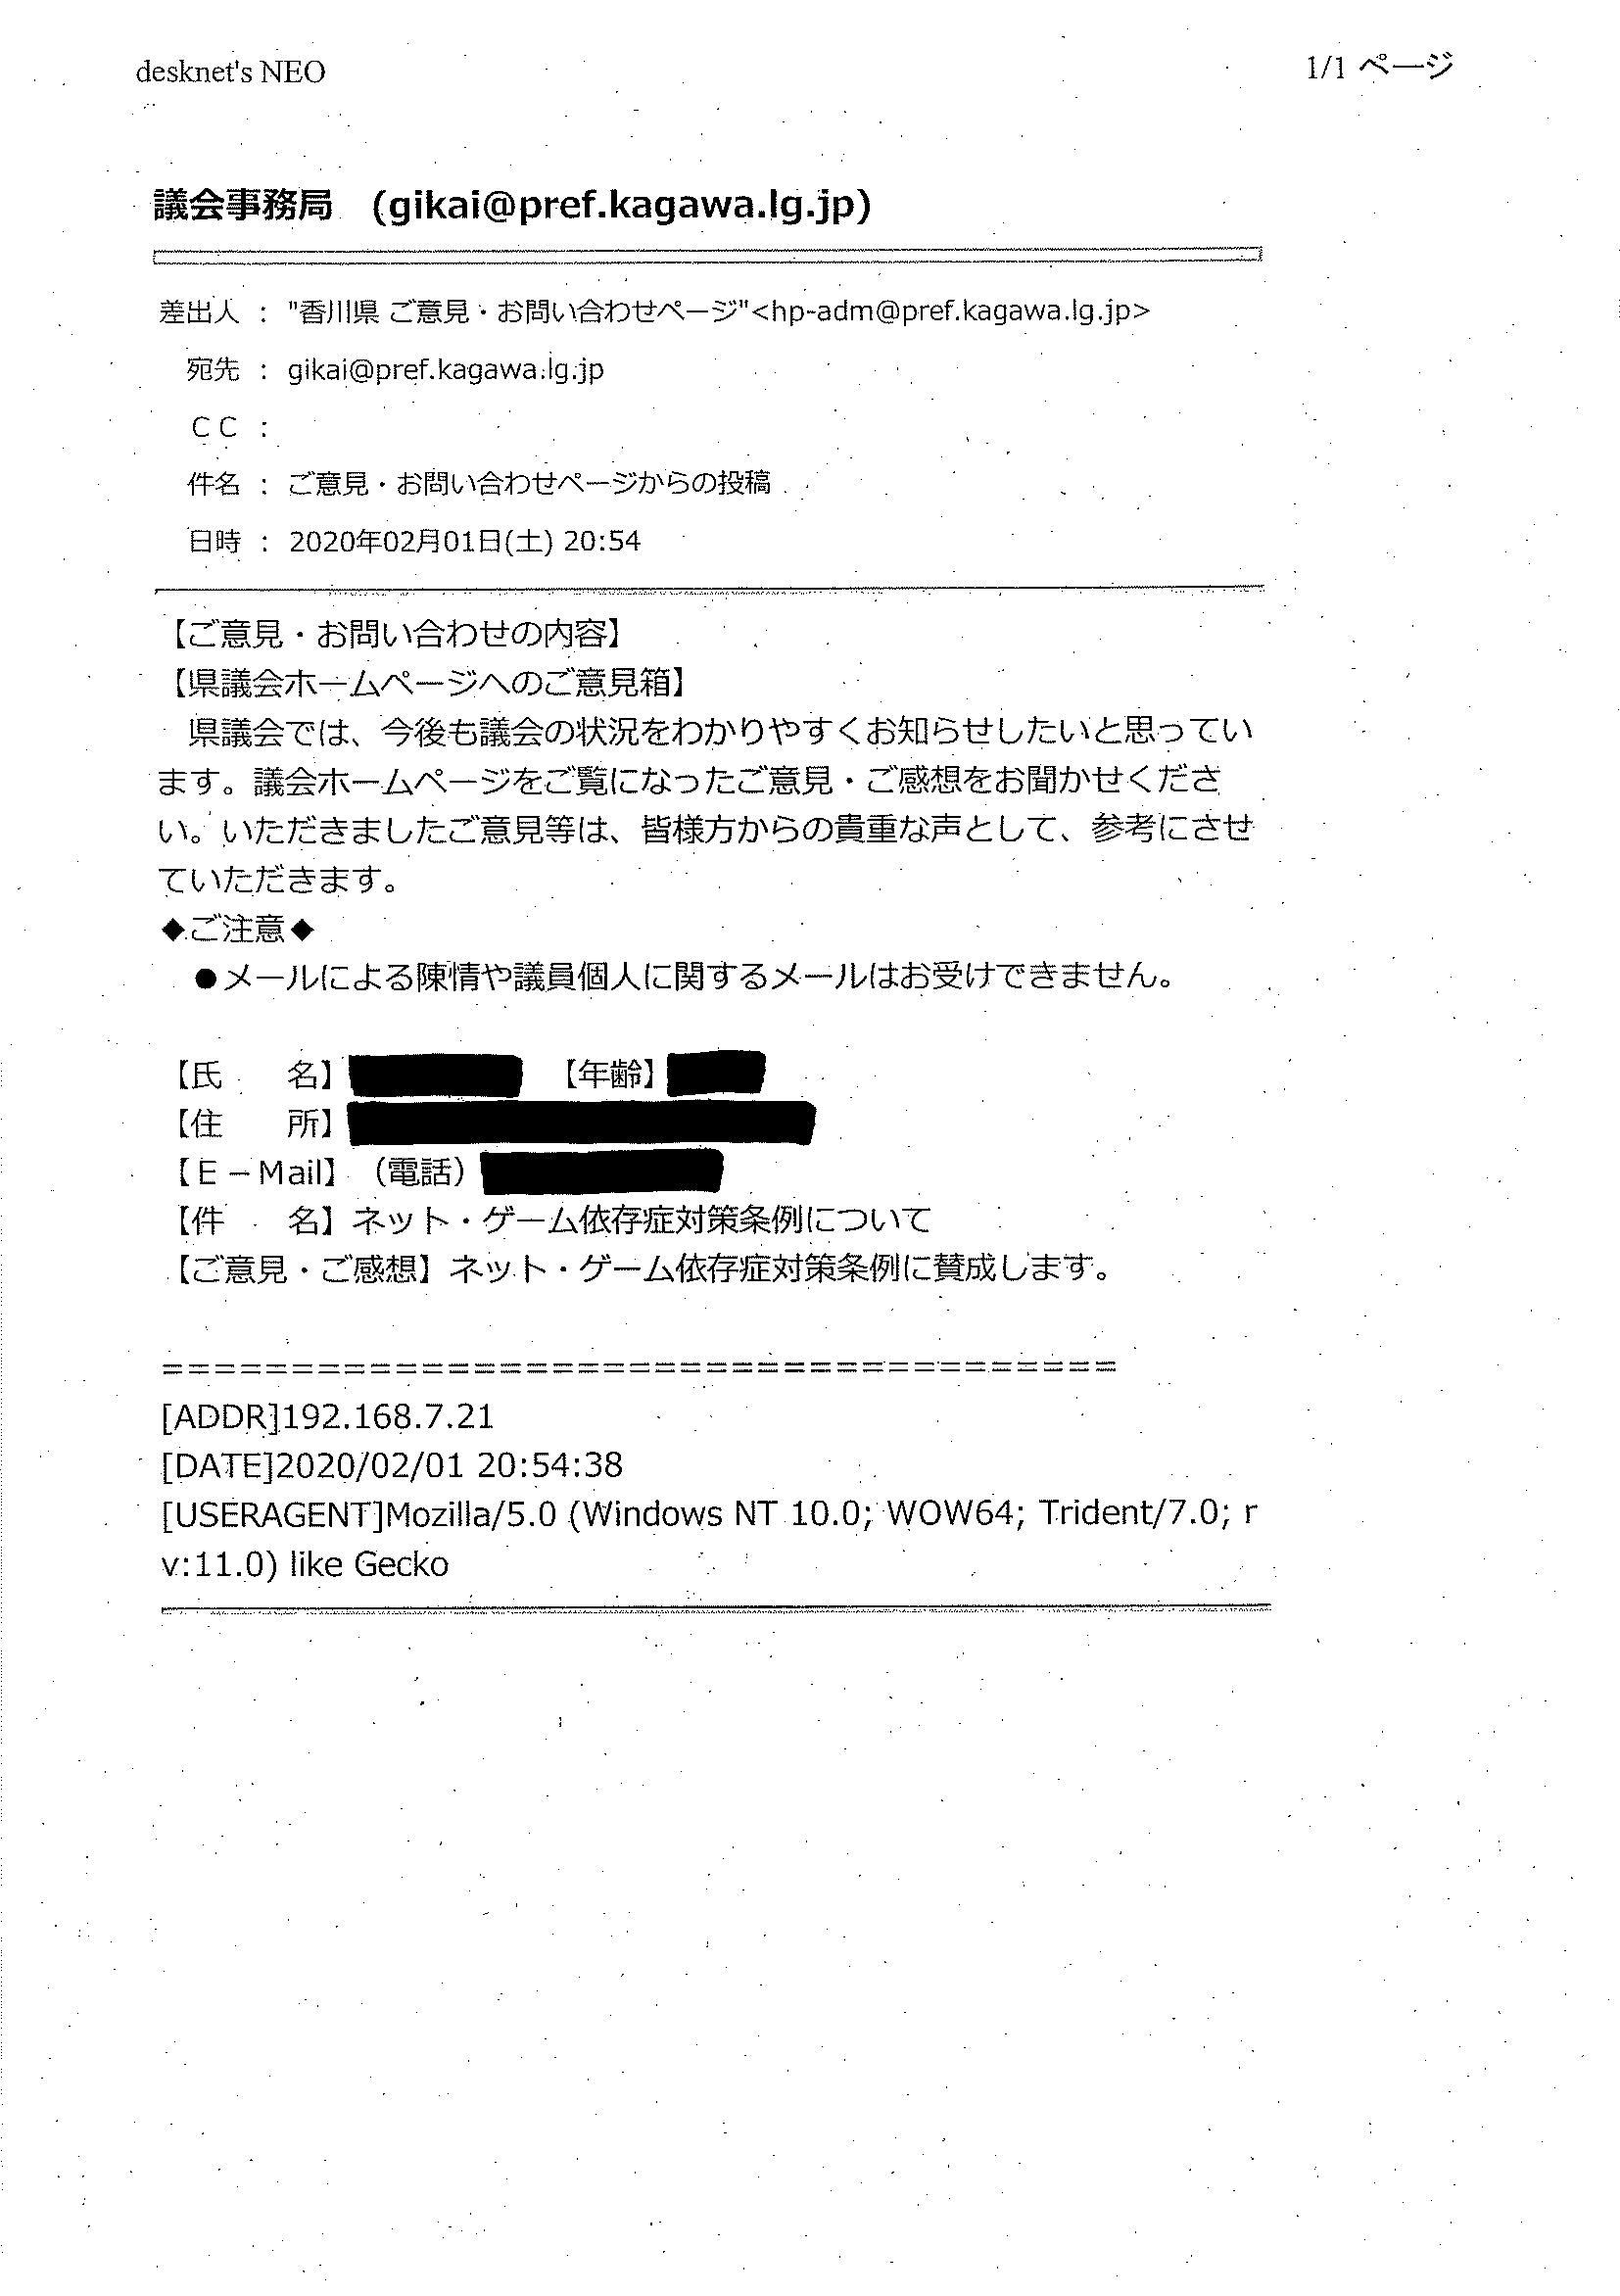 desknet's NEO
1/1 ページ
議会事務局　(gikai@pref.kagawa.lg.jp)
差出人 ： "香川県 ご意見・お問い合わせページ"<hp-adm@pref.kagawa.lg.jp>
宛先 ： gikai@pref.kagawa.lg.jp
ＣＣ ：
件名 ： ご意見・お問い合わせページからの投稿
日時 ： 2020年02月01日(土) 20:54
【ご意見・お問い合わせの内容】
【県議会ホームページへのご意見箱】
　県議会では、今後も議会の状況をわかりやすくお知らせしたいと思ってい
ます。議会ホームページをご覧になったご意見・ご感想をお聞かせくださ
い。いただきましたご意見等は、皆様方からの貴重な声として、参考にさせ
ていただきます。
◆ご注意◆
　●メールによる陳情や議員個人に関するメールはお受けできません。
【氏　　名】　【年齢】
【住　　所】
【Ｅ－Mail】（電話）
【件　　名】ネット・ゲーム依存症対策条例について
【ご意見・ご感想】ネット・ゲーム依存症対策条例に賛成します。
=====================================
[ADDR]192.168.7.21
[DATE]2020/02/01 20:54:38
[USERAGENT]Mozilla/5.0 (Windows NT 10.0; WOW64; Trident/7.0; r
v:11.0) like Gecko